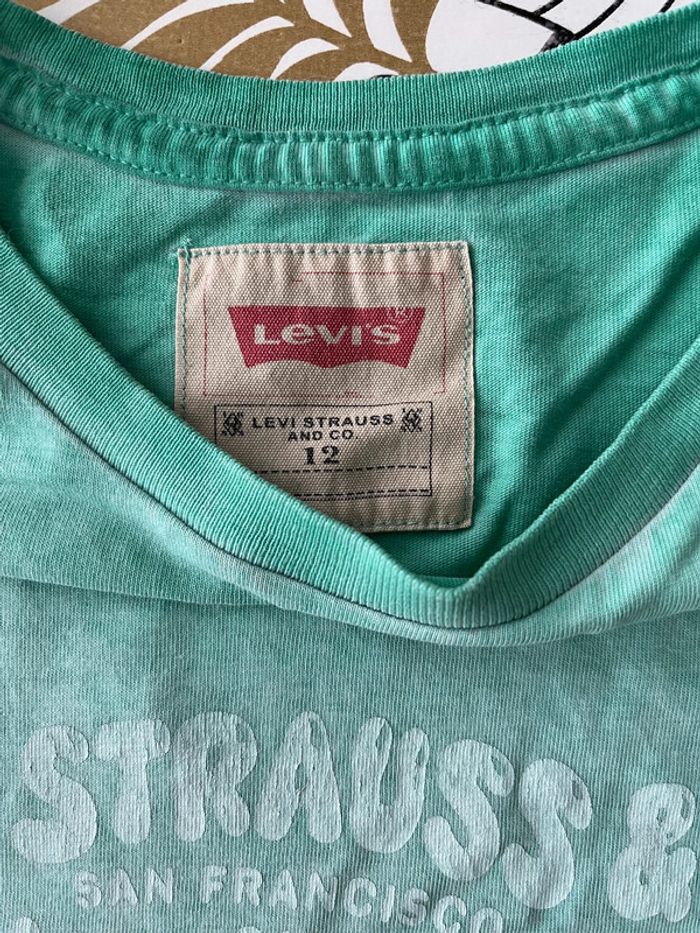 LEVI'S
LEVI STRAUSS
AND CO.
12
STRAUSS &
SAN FRANCISCO